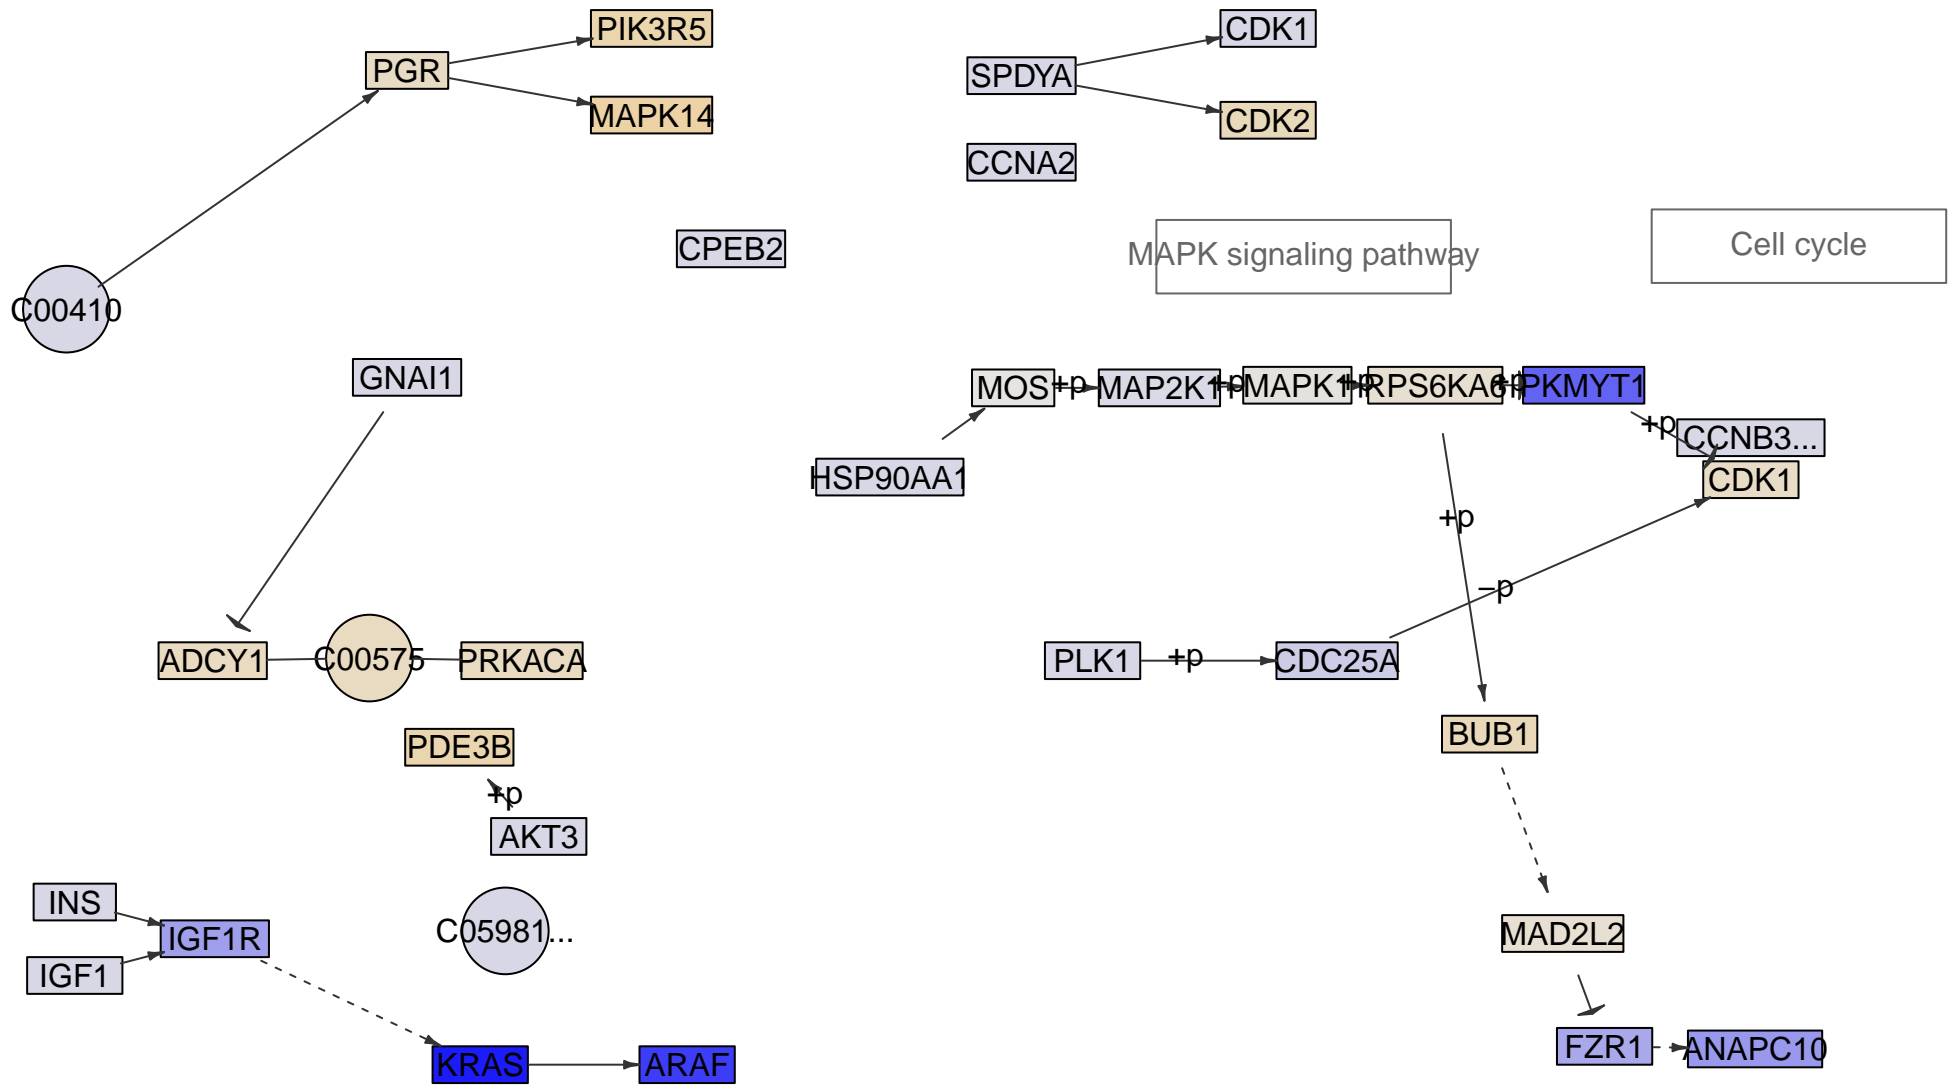 PIK3R5
CDK1
PGR
SPDYA
MAPK14
CDK2
CCNA2
CPEB2
MAPK signaling pathway
Cell cycle
C00410
GNAI1
MOS
+p
MAP2K1
+p
MAPK1
+p
RPS6KA6
+p
PKMYT1
+p
CCNB3...
HSP90AA1
CDK1
+p
−p
ADCY1
C00575
PRKACA
PLK1
+p
CDC25A
BUB1
PDE3B
+p
AKT3
INS
IGF1R
C05981...
MAD2L2
IGF1
FZR1
ANAPC10
KRAS
ARAF